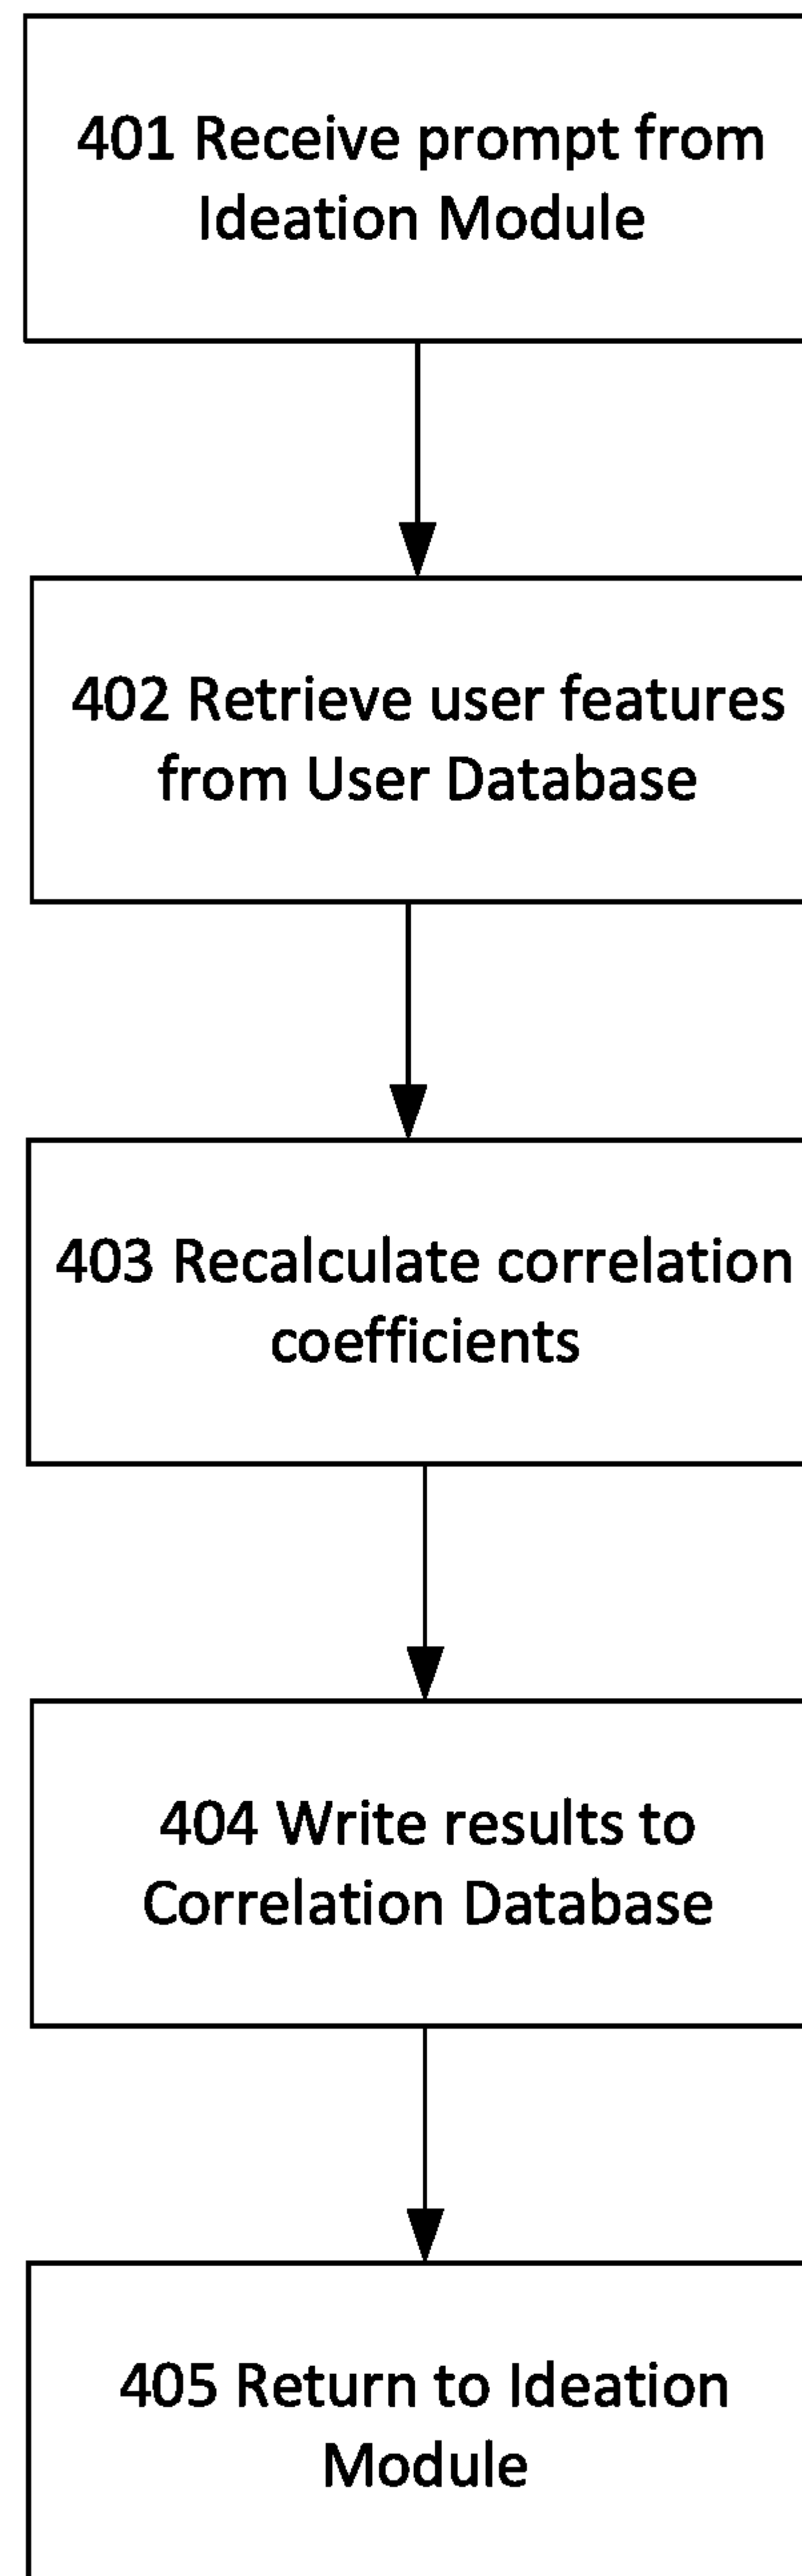 401 Receive prompt from
Ideation Module
402 Retrieve user features
from User Database
403 Recalculate correlation
coefficients
404 Write results to
Correlation Database
405 Return to Ideation
Module